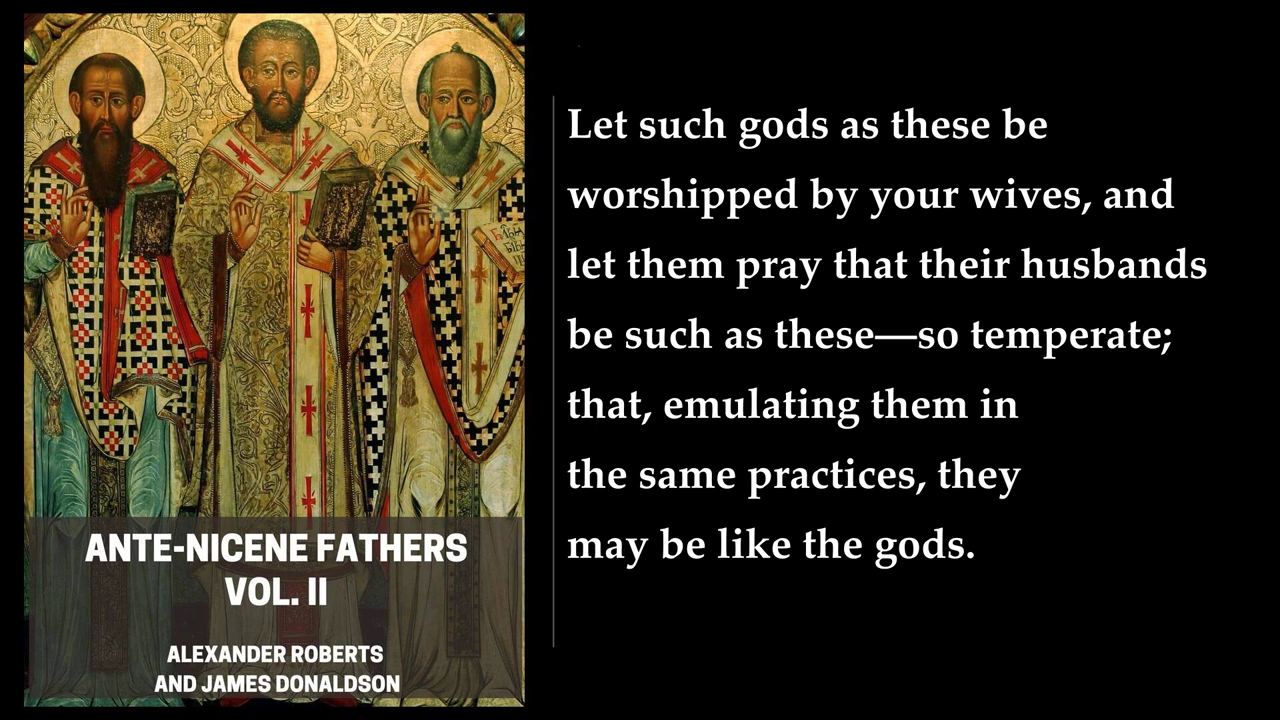 ANTE-NICENE FATHERS
VOL. II
ALEXANDER ROBERTS
AND JAMES DONALDSON
Let such gods as these be
worshipped by your wives, and
let them pray that their husbands
be such as these—so temperate;
that, emulating them in
the same practices, they
may be like the gods.